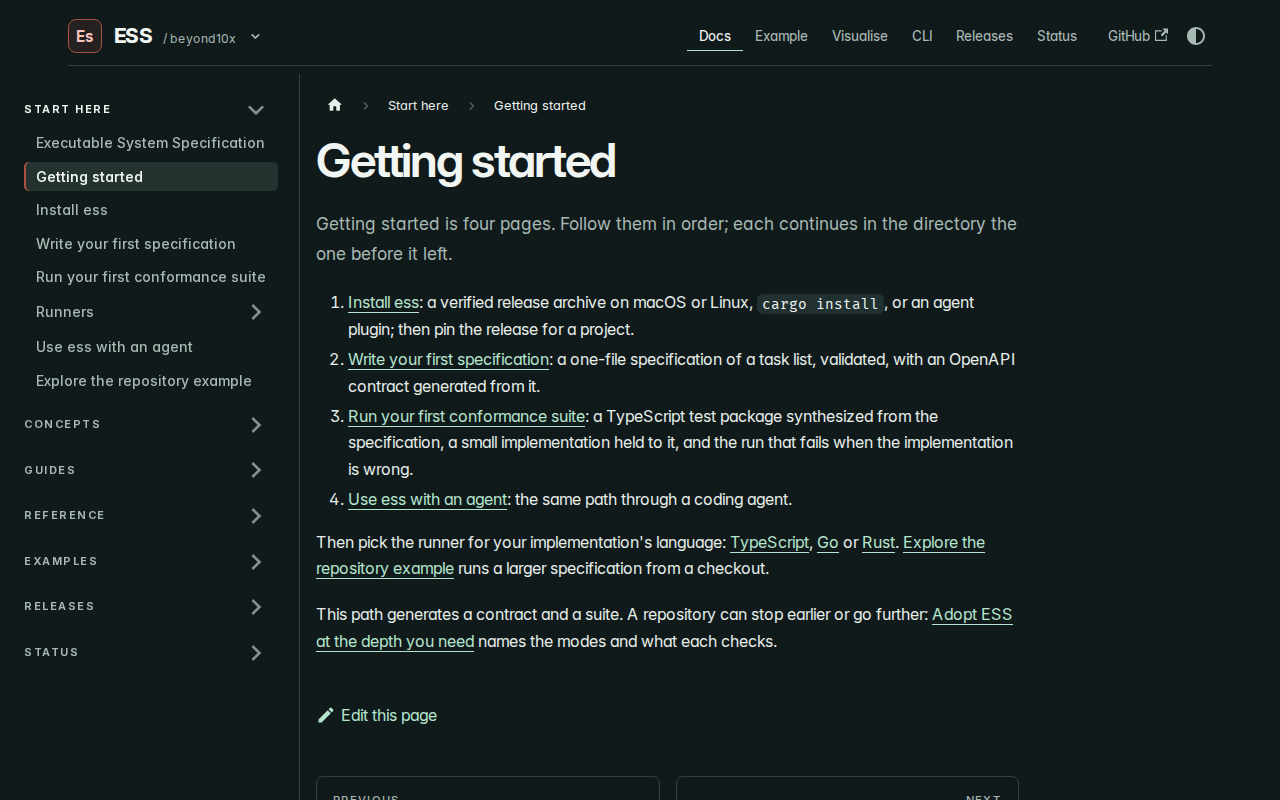 Es ESS / beyond10x
Docs Example Visualise CLI Releases Status GitHub
START HERE
Executable System Specification
Getting started
Install ess
Write your first specification
Run your first conformance suite
Runners
Use ess with an agent
Explore the repository example
CONCEPTS
GUIDES
REFERENCE
EXAMPLES
RELEASES
STATUS
Start here
Getting started
Getting started
Getting started is four pages. Follow them in order; each continues in the directory the
one before it left.
1. Install ess: a verified release archive on macOS or Linux, cargo install, or an agent
plugin; then pin the release for a project.
2. Write your first specification: a one-file specification of a task list, validated, with an OpenAPI
contract generated from it.
3. Run your first conformance suite: a TypeScript test package synthesized from the
specification, a small implementation held to it, and the run that fails when the implementation
is wrong.
4. Use ess with an agent: the same path through a coding agent.
Then pick the runner for your implementation's language: TypeScript, Go or Rust. Explore the
repository example runs a larger specification from a checkout.
This path generates a contract and a suite. A repository can stop earlier or go further: Adopt ESS
at the depth you need names the modes and what each checks.
Edit this page
PREVIOUS
NEXT